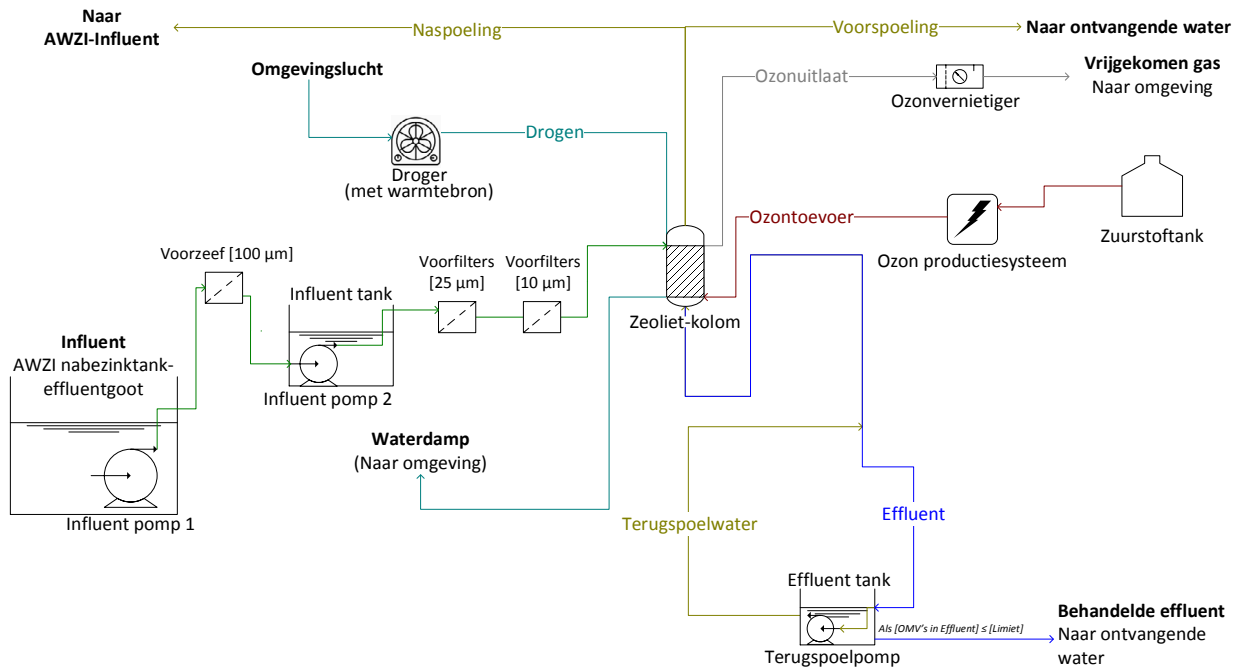 Naar
AWZI-Influent
Naspoeling
Voorspoeling
Naar ontvangende water
Omgevingslucht
Ozonuitlaat
Ozonvernietiger
Vrijgekomen gas
Naar omgeving
Drogen
Droger
(met warmtebron)
Ozontoevoer
Ozon productiesysteem
Zuurstoftank
Voorzeef [100 µm]
Voorfilters
[25 µm]
Voorfilters
[10 µm]
Influent tank
Zeoliet-kolom
Influent
AWZI nabezinktank-
effluentgoot
Influent pomp 2
Waterdamp
(Naar omgeving)
Influent pomp 1
Terugspoelwater
Effluent
Effluent tank
Als [OMV's in Effluent] ≤ [Limiet]
Terugspoelpomp
Behandelde effluent
Naar ontvangende
water